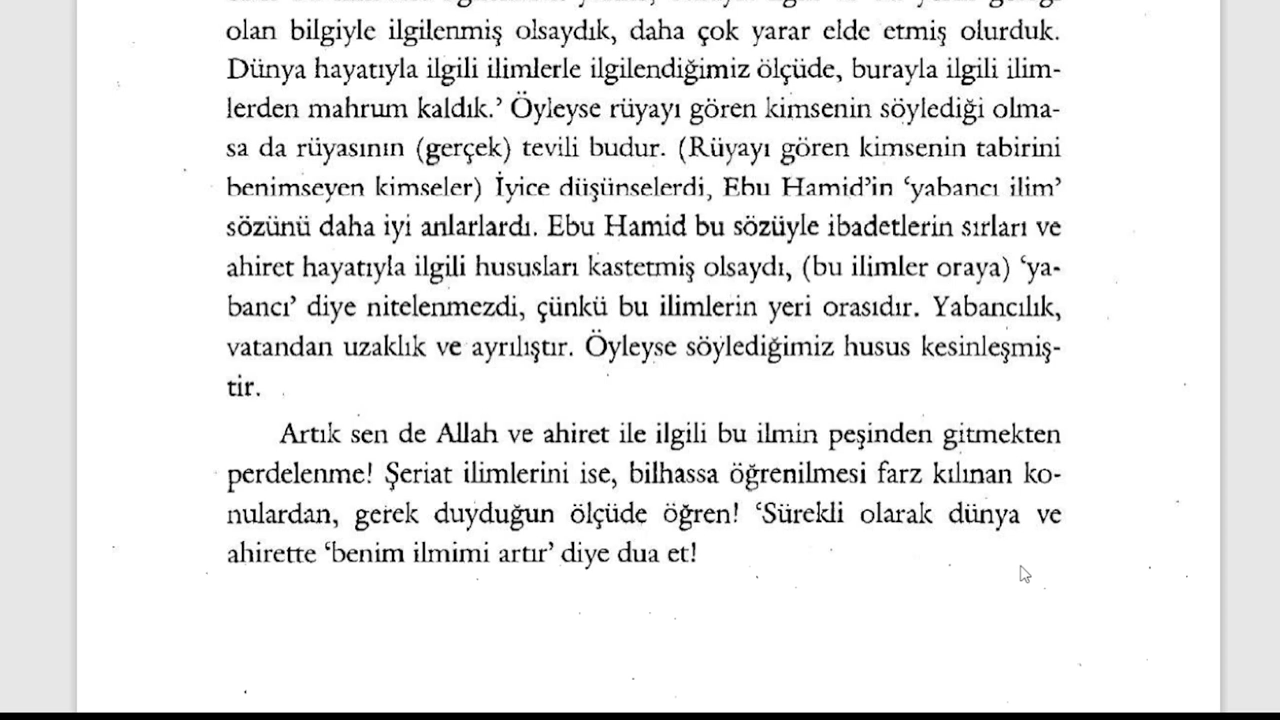 olan bilgiyle ilgilenmiş olsaydık, daha çok yarar elde etmiş olurduk.
Dünya hayatıyla ilgili ilimlerle ilgilendiğimiz ölçüde, burayla ilgili ilim-
lerden mahrum kaldık.’ Öyleyse rüyayı gören kimsenin söylediği olma-
sa da rüyasının (gerçek) tevili budur. (Rüyayı gören kimsenin tabirini
benimseyen kimseler) İyice düşünselerdi, Ebu Hamid’in ‘yabancı ilim’
sözünü daha iyi anlarlardı. Ebu Hamid bu sözüyle ibadetlerin sırları ve
ahiret hayatıyla ilgili hususları kastetmiş olsaydı, (bu ilimler oraya) ‘ya-
bancı’ diye nitelenmezdi, çünkü bu ilimlerin yeri orasıdır. Yabancılık,
vatandan uzaklık ve ayrılıştır. Öyleyse söylediğimiz husus kesinleşmiş-
tir.
Artık sen de Allah ve ahiret ile ilgili bu ilmin peşinden gitmekten
perdelenme! Şeriat ilimlerini ise, bilhassa öğrenilmesi farz kılınan ko-
nulardan, gerek duyduğun ölçüde öğren! ‘Sürekli olarak dünya ve
ahirette ‘benim ilmimi artır’ diye dua et!